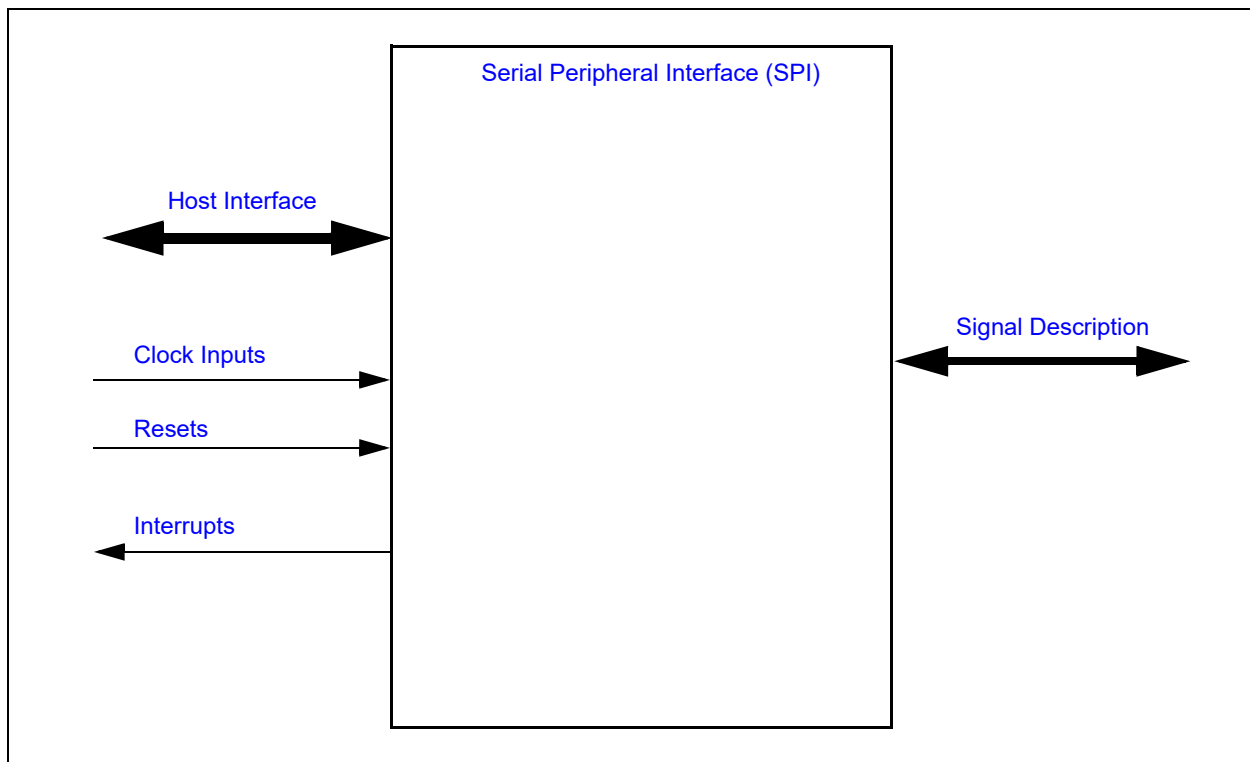 Serial Peripheral Interface (SPI)
Host Interface
Signal Description
Clock Inputs
Resets
Interrupts